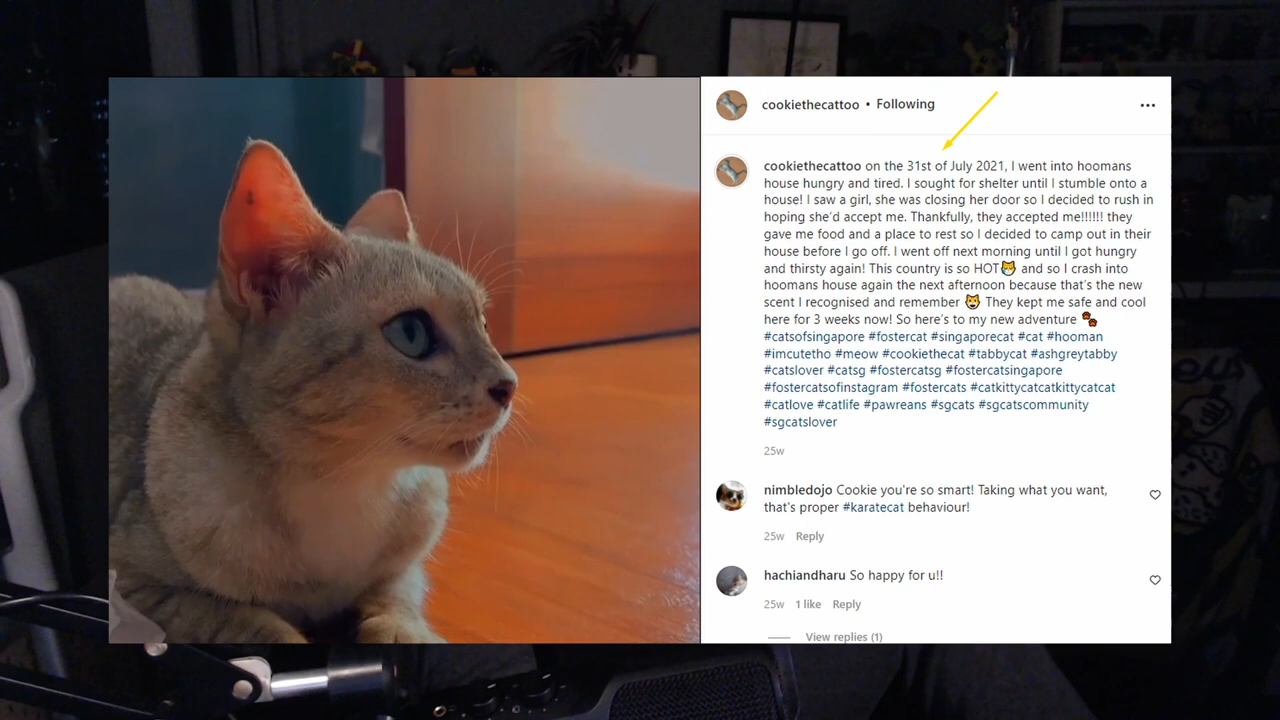 cookiethecattoo • Following
cookiethecattoo on the 31st of July 2021, I went into hoomans
house hungry and tired. I sought for shelter until I stumble onto a
house! I saw a girl, she was closing her door so I decided to rush in
hoping she'd accept me. Thankfully, they accepted me!!!!!! they
gave me food and a place to rest so I decided to camp out in their
house before I go off. I went off next morning until I got hungry
and thirsty again! This country is so HOT🐱 and so I crash into
hoomans house again the next afternoon because that's the new
scent I recognised and remember 😺 They kept me safe and cool
here for 3 weeks now! So here's to my new adventure 🐾
#catsofsingapore #fostercat #singaporecat #cat #hooman
#imcutetho #meow #cookiethecat #tabbycat #ashgreytabby
#catslover #catsg #fostercatsg #fostercatsingapore
#fostercatsofinstagram #fostercats #catkittycatcatkittycatcat
#catlove #catlife #pawreans #sgcats #sgcatscommunity
#sgcatslover
25w
nimbledojo Cookie you're so smart! Taking what you want,
that's proper #karatecat behaviour!
25w Reply
hachiandharu So happy for u!!
25w 1 like Reply
View replies (1)